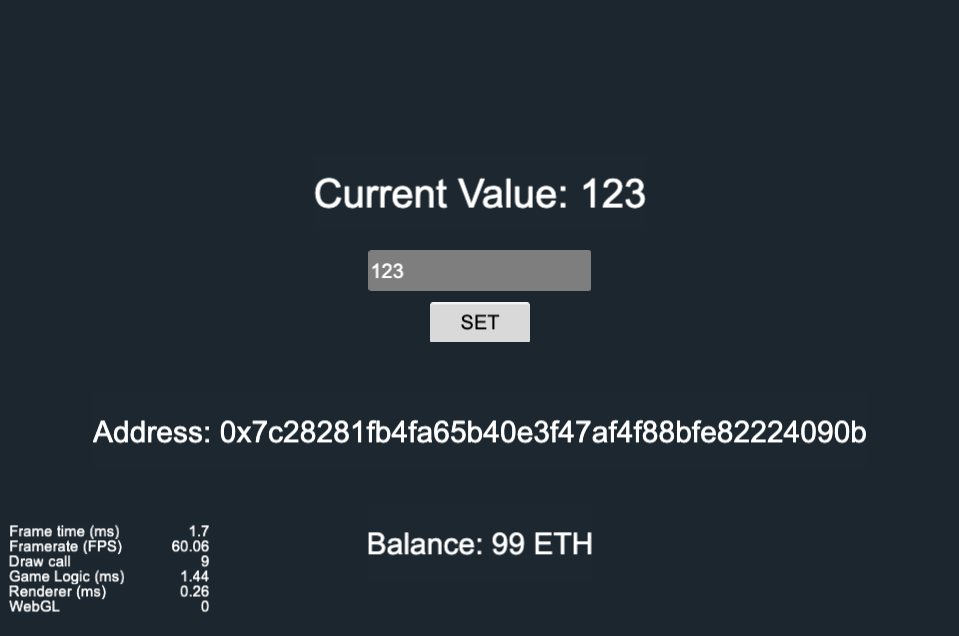 Current Value: 123
123
SET
Address: 0x7c28281fb4fa65b40e3f47af4f88bfe82224090b
Balance: 99 ETH
Frame time (ms) 1.7
Framerate (FPS) 60.06
Draw call 9
Game Logic (ms) 1.44
Renderer (ms) 0.26
WebGL 0